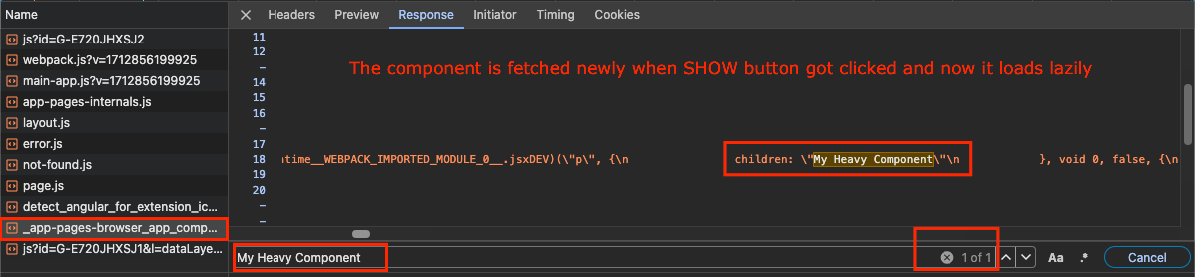 Name
Headers Preview Response Initiator Timing Cookies
js?id=G-E720JHXSJ2
webpack.js?v=1712856199925
main-app.js?v=1712856199925
app-pages-internals.js
layout.js
error.js
not-found.js
page.js
detect_angular_for_extension_ic...
_app-pages-browser_app_comp...
js?id=G-E720JHXSJ1&l=dataLaye...
11
12
-
The component is fetched newly when SHOW button got clicked and now it loads lazily
14
15
16
-
17
18 ntime__WEBPACK_IMPORTED_MODULE_0__.jsxDEV)(\"p\", {\n children: \"My Heavy Component\"\n }, void 0, false, {\n
19
20
-
-
My Heavy Component 1 of 1 Aa .* Cancel